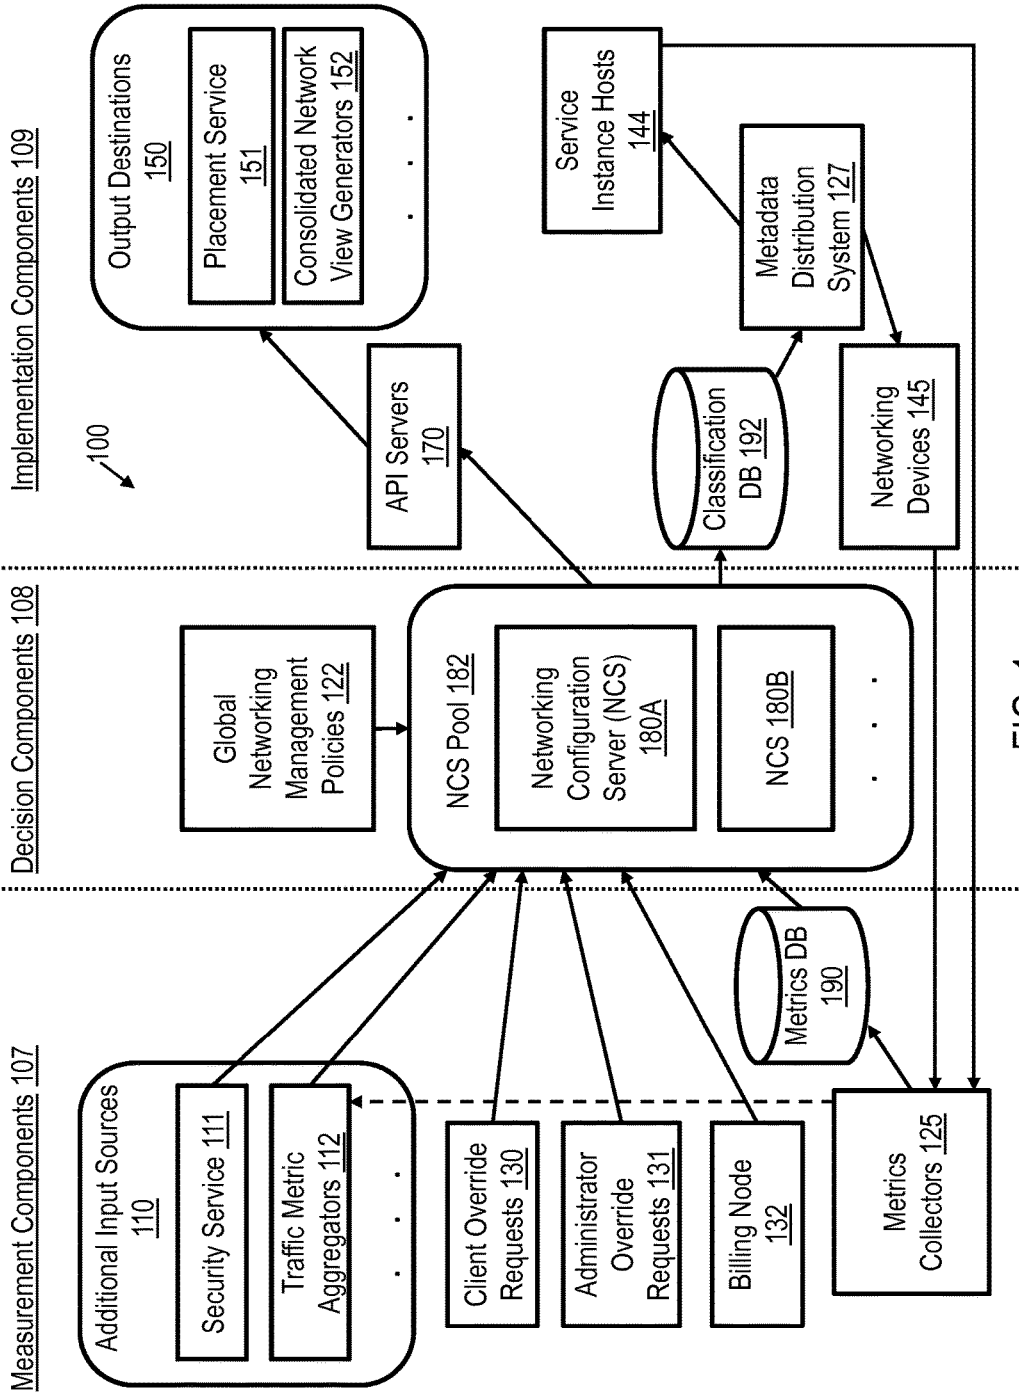 Measurement Components 107
Decision Components 108
Implementation Components 109
100
Additional Input Sources
110
Security Service 111
Traffic Metric
Aggregators 112
. . .
Client Override
Requests 130
Administrator
Override
Requests 131
Billing Node
132
Metrics
Collectors 125
Metrics DB
190
Global
Networking
Management
Policies 122
NCS Pool 182
Networking
Configuration
Server (NCS)
180A
NCS 180B
. . .
API Servers
170
Output Destinations
150
Placement Service
151
Consolidated Network
View Generators 152
. . .
Classification
DB 192
Metadata
Distribution
System 127
Service
Instance Hosts
144
Networking
Devices 145